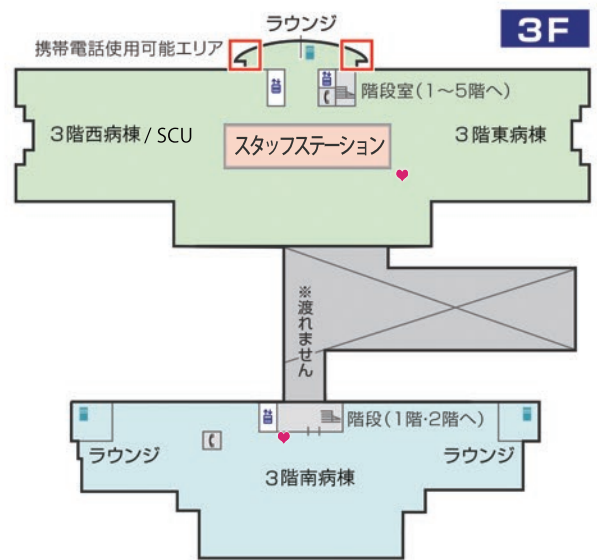 ラウンジ
3F
携帯電話使用可能エリア
階段室(1〜5階へ)
3階西病棟/SCU
スタッフステーション
3階東病棟
※渡れません
階段(1階・2階へ)
ラウンジ
ラウンジ
3階南病棟